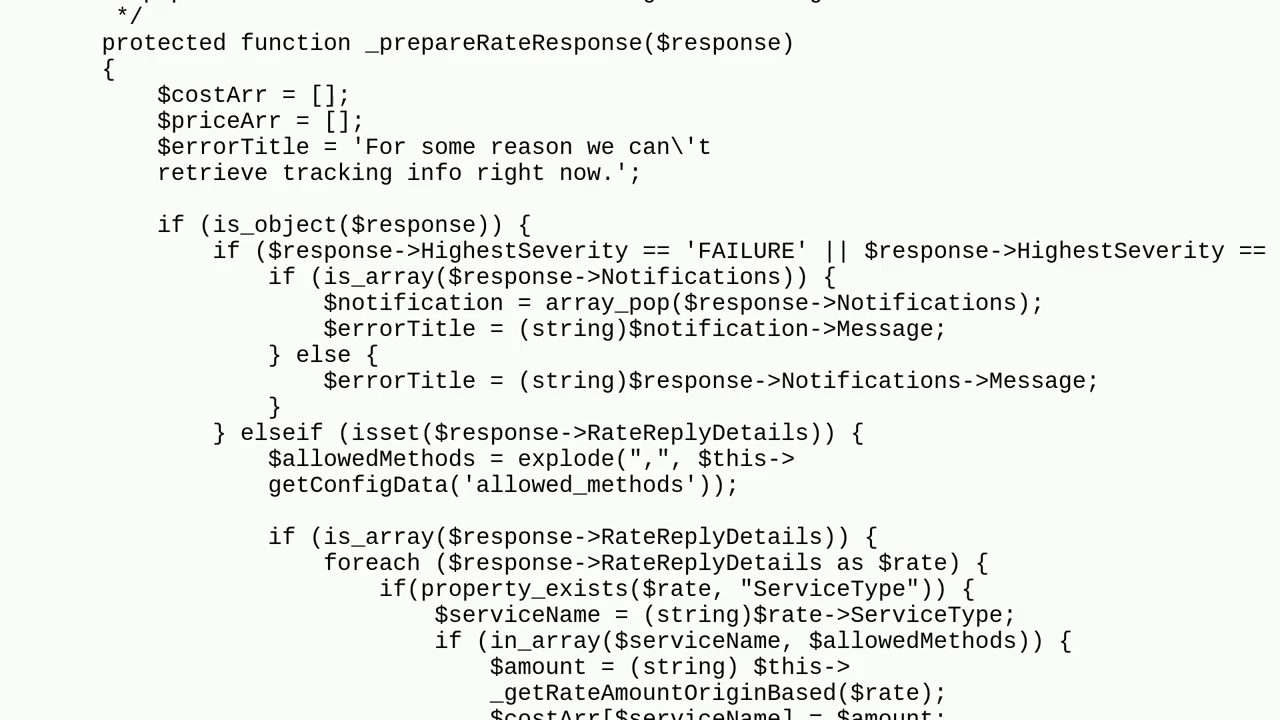 */
protected function _prepareRateResponse($response)
{
$costArr = [];
$priceArr = [];
$errorTitle = 'For some reason we can\'t
retrieve tracking info right now.';
if (is_object($response)) {
if ($response->HighestSeverity == 'FAILURE' || $response->HighestSeverity ==
if (is_array($response->Notifications)) {
$notification = array_pop($response->Notifications);
$errorTitle = (string)$notification->Message;
} else {
$errorTitle = (string)$response->Notifications->Message;
}
} elseif (isset($response->RateReplyDetails)) {
$allowedMethods = explode(",", $this->
getConfigData('allowed_methods'));
if (is_array($response->RateReplyDetails)) {
foreach ($response->RateReplyDetails as $rate) {
if(property_exists($rate, "ServiceType")) {
$serviceName = (string)$rate->ServiceType;
if (in_array($serviceName, $allowedMethods)) {
$amount = (string) $this->
_getRateAmountOriginBased($rate);
$costArr[$serviceName] = $amount;